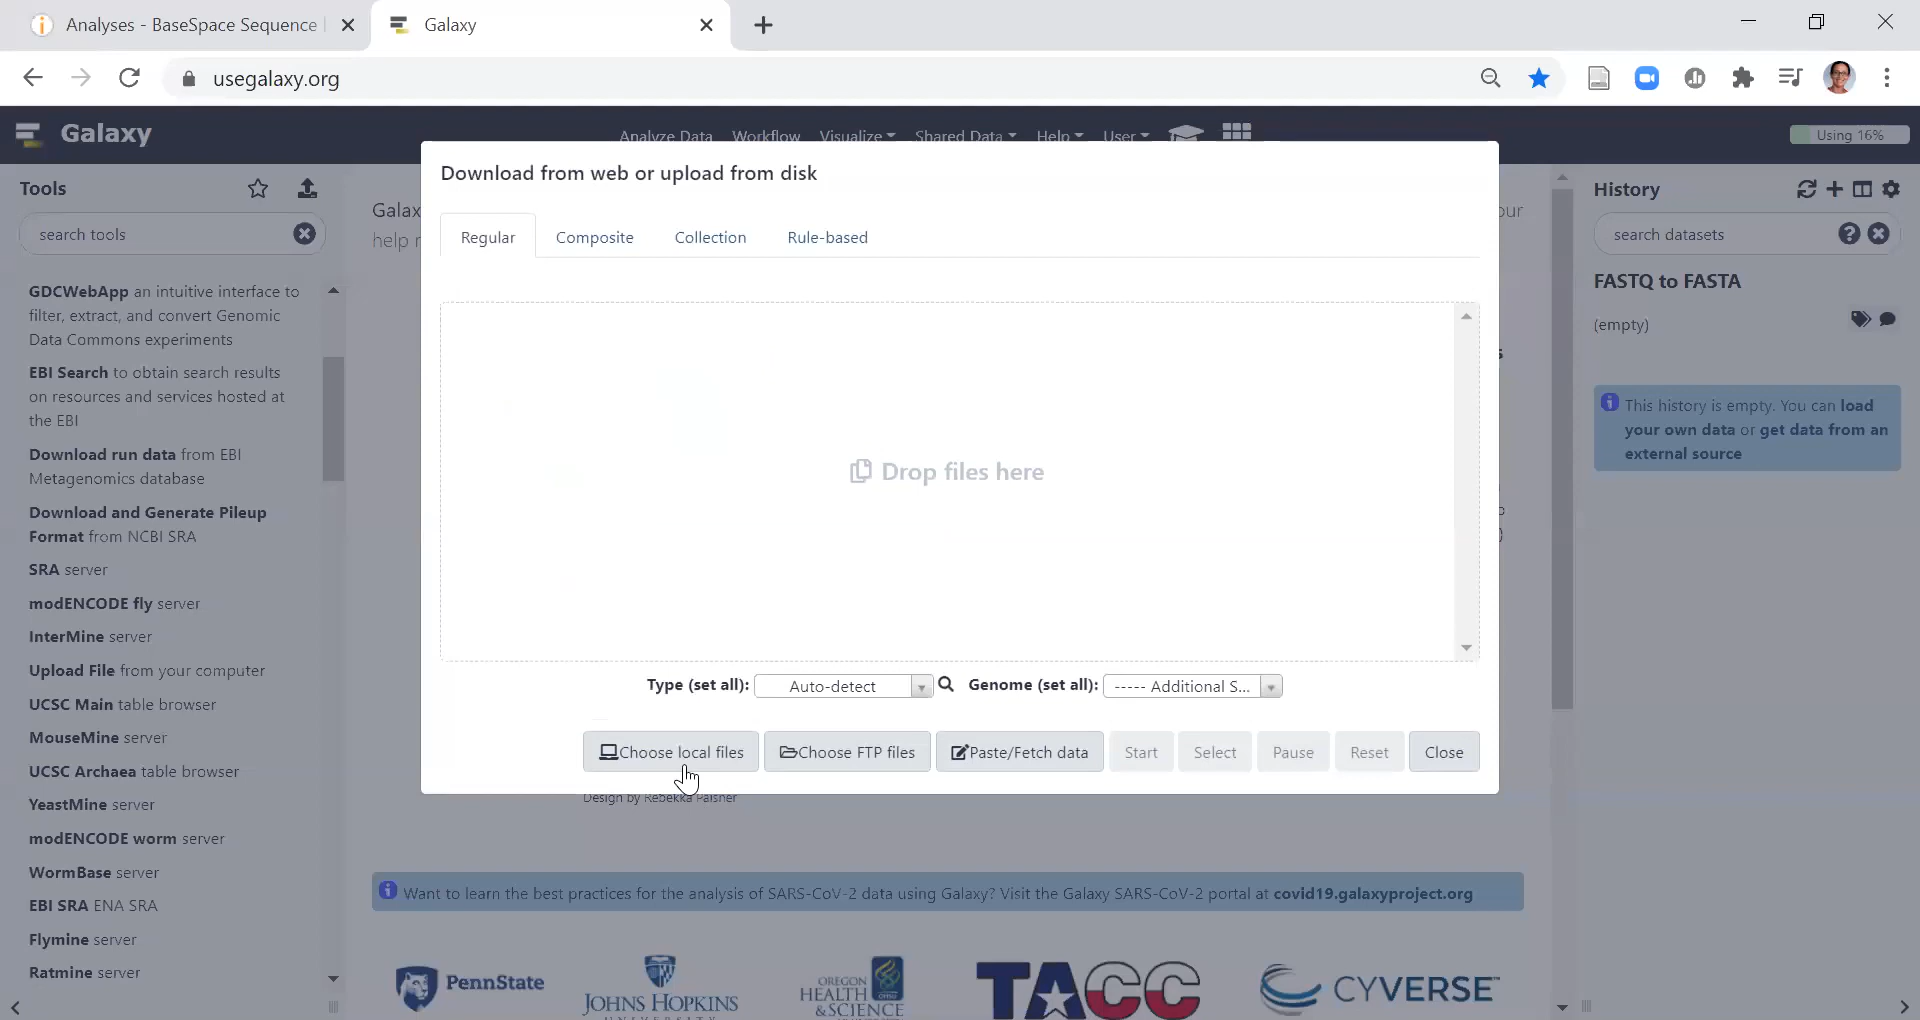 Analyses - BaseSpace Sequence
Galaxy
usegalaxy.org
Galaxy
Analyze Data Workflow Visualize Shared Data Help User
Using 16%
Tools
search tools
GDCWebApp an intuitive interface to
filter, extract, and convert Genomic
Data Commons experiments
EBI Search to obtain search results
on resources and services hosted at
the EBI
Download run data from EBI
Metagenomics database
Download and Generate Pileup
Format from NCBI SRA
SRA server
modENCODE fly server
InterMine server
Upload File from your computer
UCSC Main table browser
MouseMine server
UCSC Archaea table browser
YeastMine server
modENCODE worm server
WormBase server
EBI SRA ENA SRA
Flymine server
Ratmine server
Download from web or upload from disk
Regular Composite Collection Rule-based
Drop files here
Type (set all): Auto-detect Genome (set all): ----- Additional S...
Choose local files Choose FTP files Paste/Fetch data Start Select Pause Reset Close
Design by Rebekka Paisner
Want to learn the best practices for the analysis of SARS-CoV-2 data using Galaxy? Visit the Galaxy SARS-CoV-2 portal at covid19.galaxyproject.org
PennState
JOHNS HOPKINS
UNIVERSITY
OREGON
HEALTH
& SCIENCE
OHSU
TACC
CYVERSE
History
search datasets
FASTQ to FASTA
(empty)
This history is empty. You can load
your own data or get data from an
external source